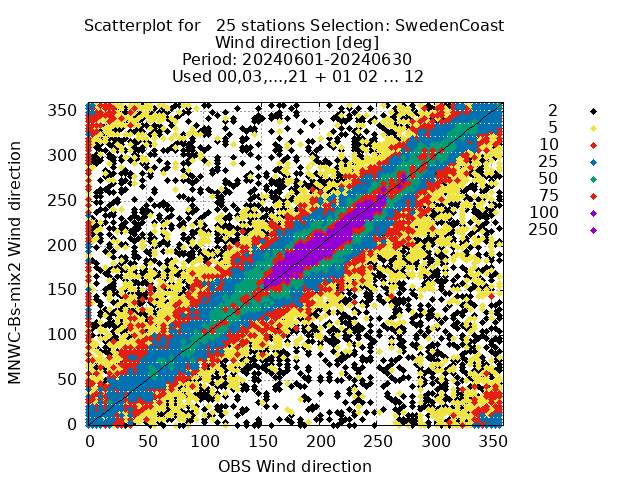 Scatterplot for   25 stations Selection: SwedenCoast
Wind direction [deg]
Period: 20240601-20240630
Used 00,03,...,21 + 01 02 ... 12
MNWC-Bs-mix2 Wind direction
350
300
250
200
150
100
50
0
0 50 100 150 200 250 300 350
OBS Wind direction
2
5
10
25
50
75
100
250